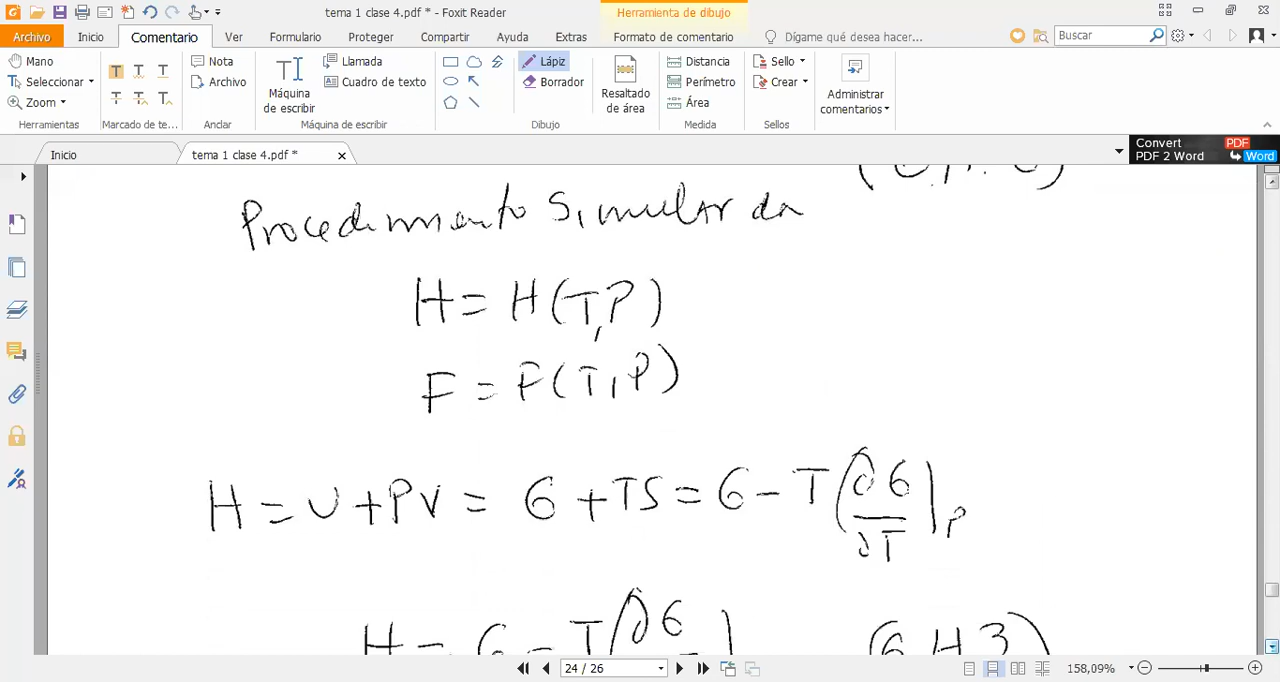 tema 1 clase 4.pdf * - Foxit Reader
Herramienta de dibujo
Archivo Inicio Comentario Ver Formulario Proteger Compartir Ayuda Extras Formato de comentario Dígame qué desea hacer... Buscar
Mano
Seleccionar
Zoom
Herramientas
Marcado de te...
Nota
Archivo
Anclar
Máquina de escribir
Llamada
Cuadro de texto
Máquina de escribir
Lápiz
Borrador
Dibujo
Resaltado de área
Distancia
Perímetro
Área
Medida
Sello
Crear
Sellos
Administrar comentarios
Inicio
tema 1 clase 4.pdf *
Convert PDF
PDF 2 Word Word
Procedimiento Simular da
H = H(T,P)
F = F(T,P)
H = U + PV = G + TS = G - T(∂G/∂T)P
H = G - T(∂G
(G.H 3)
24 / 26
158,09%